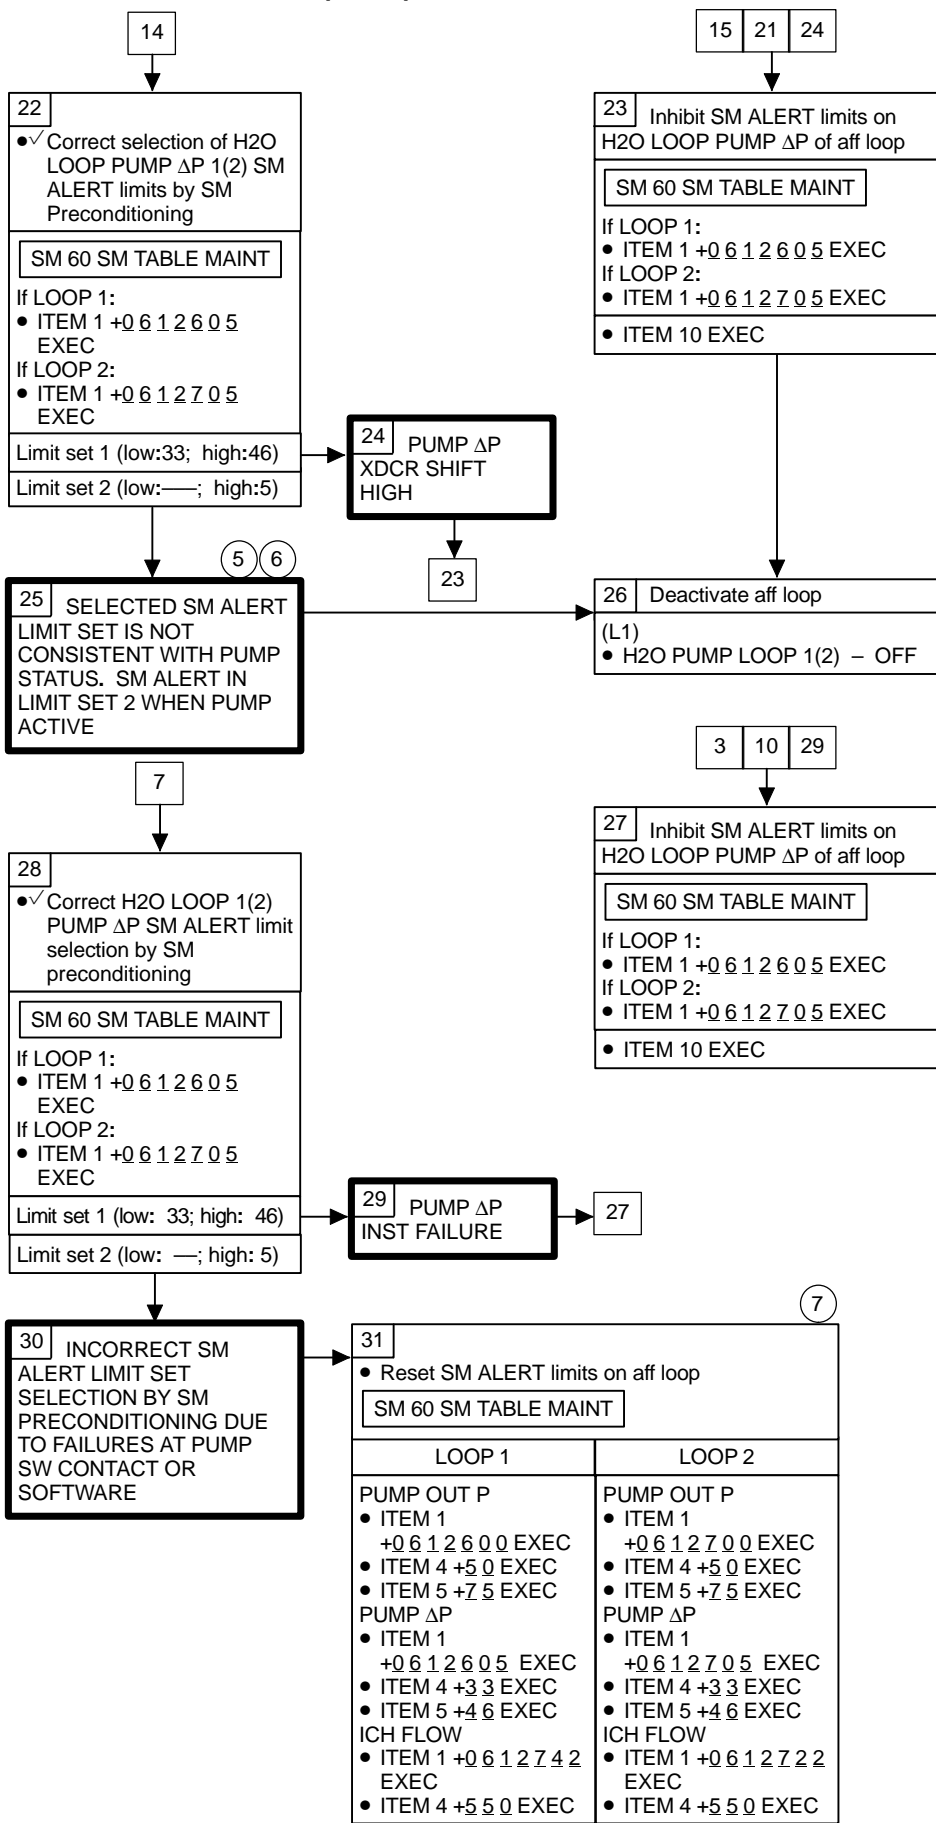 14
22
●✓ Correct selection of H2O
LOOP PUMP ∆P 1(2) SM
ALERT limits by SM
Preconditioning
SM 60 SM TABLE MAINT
If LOOP 1:
● ITEM 1 +0 6 1 2 6 0 5
EXEC
If LOOP 2:
● ITEM 1 +0 6 1 2 7 0 5
EXEC
Limit set 1 (low:33; high:46)
Limit set 2 (low:–––; high:5)
24 PUMP ∆P
XDCR SHIFT
HIGH
23
15 21 24
23 Inhibit SM ALERT limits on
H2O LOOP PUMP ∆P of aff loop
SM 60 SM TABLE MAINT
If LOOP 1:
● ITEM 1 +0 6 1 2 6 0 5 EXEC
If LOOP 2:
● ITEM 1 +0 6 1 2 7 0 5 EXEC
● ITEM 10 EXEC
5 6
25 SELECTED SM ALERT
LIMIT SET IS NOT
CONSISTENT WITH PUMP
STATUS. SM ALERT IN
LIMIT SET 2 WHEN PUMP
ACTIVE
26 Deactivate aff loop
(L1)
● H2O PUMP LOOP 1(2) – OFF
7
28
●✓ Correct H2O LOOP 1(2)
PUMP ∆P SM ALERT limit
selection by SM
preconditioning
SM 60 SM TABLE MAINT
If LOOP 1:
● ITEM 1 +0 6 1 2 6 0 5
EXEC
If LOOP 2:
● ITEM 1 +0 6 1 2 7 0 5
EXEC
Limit set 1 (low: 33; high: 46)
Limit set 2 (low: ––; high: 5)
29 PUMP ∆P
INST FAILURE
27
3 10 29
27 Inhibit SM ALERT limits on
H2O LOOP PUMP ∆P of aff loop
SM 60 SM TABLE MAINT
If LOOP 1:
● ITEM 1 +0 6 1 2 6 0 5 EXEC
If LOOP 2:
● ITEM 1 +0 6 1 2 7 0 5 EXEC
● ITEM 10 EXEC
30 INCORRECT SM
ALERT LIMIT SET
SELECTION BY SM
PRECONDITIONING DUE
TO FAILURES AT PUMP
SW CONTACT OR
SOFTWARE
7
31
● Reset SM ALERT limits on aff loop
SM 60 SM TABLE MAINT
LOOP 1
PUMP OUT P
● ITEM 1
+0 6 1 2 6 0 0 EXEC
● ITEM 4 +5 0 EXEC
● ITEM 5 +7 5 EXEC
PUMP ∆P
● ITEM 1
+0 6 1 2 6 0 5 EXEC
● ITEM 4 +3 3 EXEC
● ITEM 5 +4 6 EXEC
ICH FLOW
● ITEM 1 +0 6 1 2 7 4 2
EXEC
● ITEM 4 +5 5 0 EXEC
LOOP 2
PUMP OUT P
● ITEM 1
+0 6 1 2 7 0 0 EXEC
● ITEM 4 +5 0 EXEC
● ITEM 5 +7 5 EXEC
PUMP ∆P
● ITEM 1
+0 6 1 2 7 0 5 EXEC
● ITEM 4 +3 3 EXEC
● ITEM 5 +4 6 EXEC
ICH FLOW
● ITEM 1 +0 6 1 2 7 2 2
EXEC
● ITEM 4 +5 5 0 EXEC